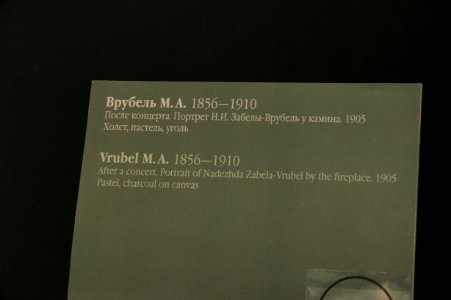 Врубель М.А. 1856—1910
После концерта. Портрет Н.И. Забелы-Врубель у камина. 1905
Холст, пастель, уголь
Vrubel M.A. 1856—1910
After a concert. Portrait of Nadezhda Zabela-Vrubel by the fireplace. 1905
Pastel, charcoal on canvas